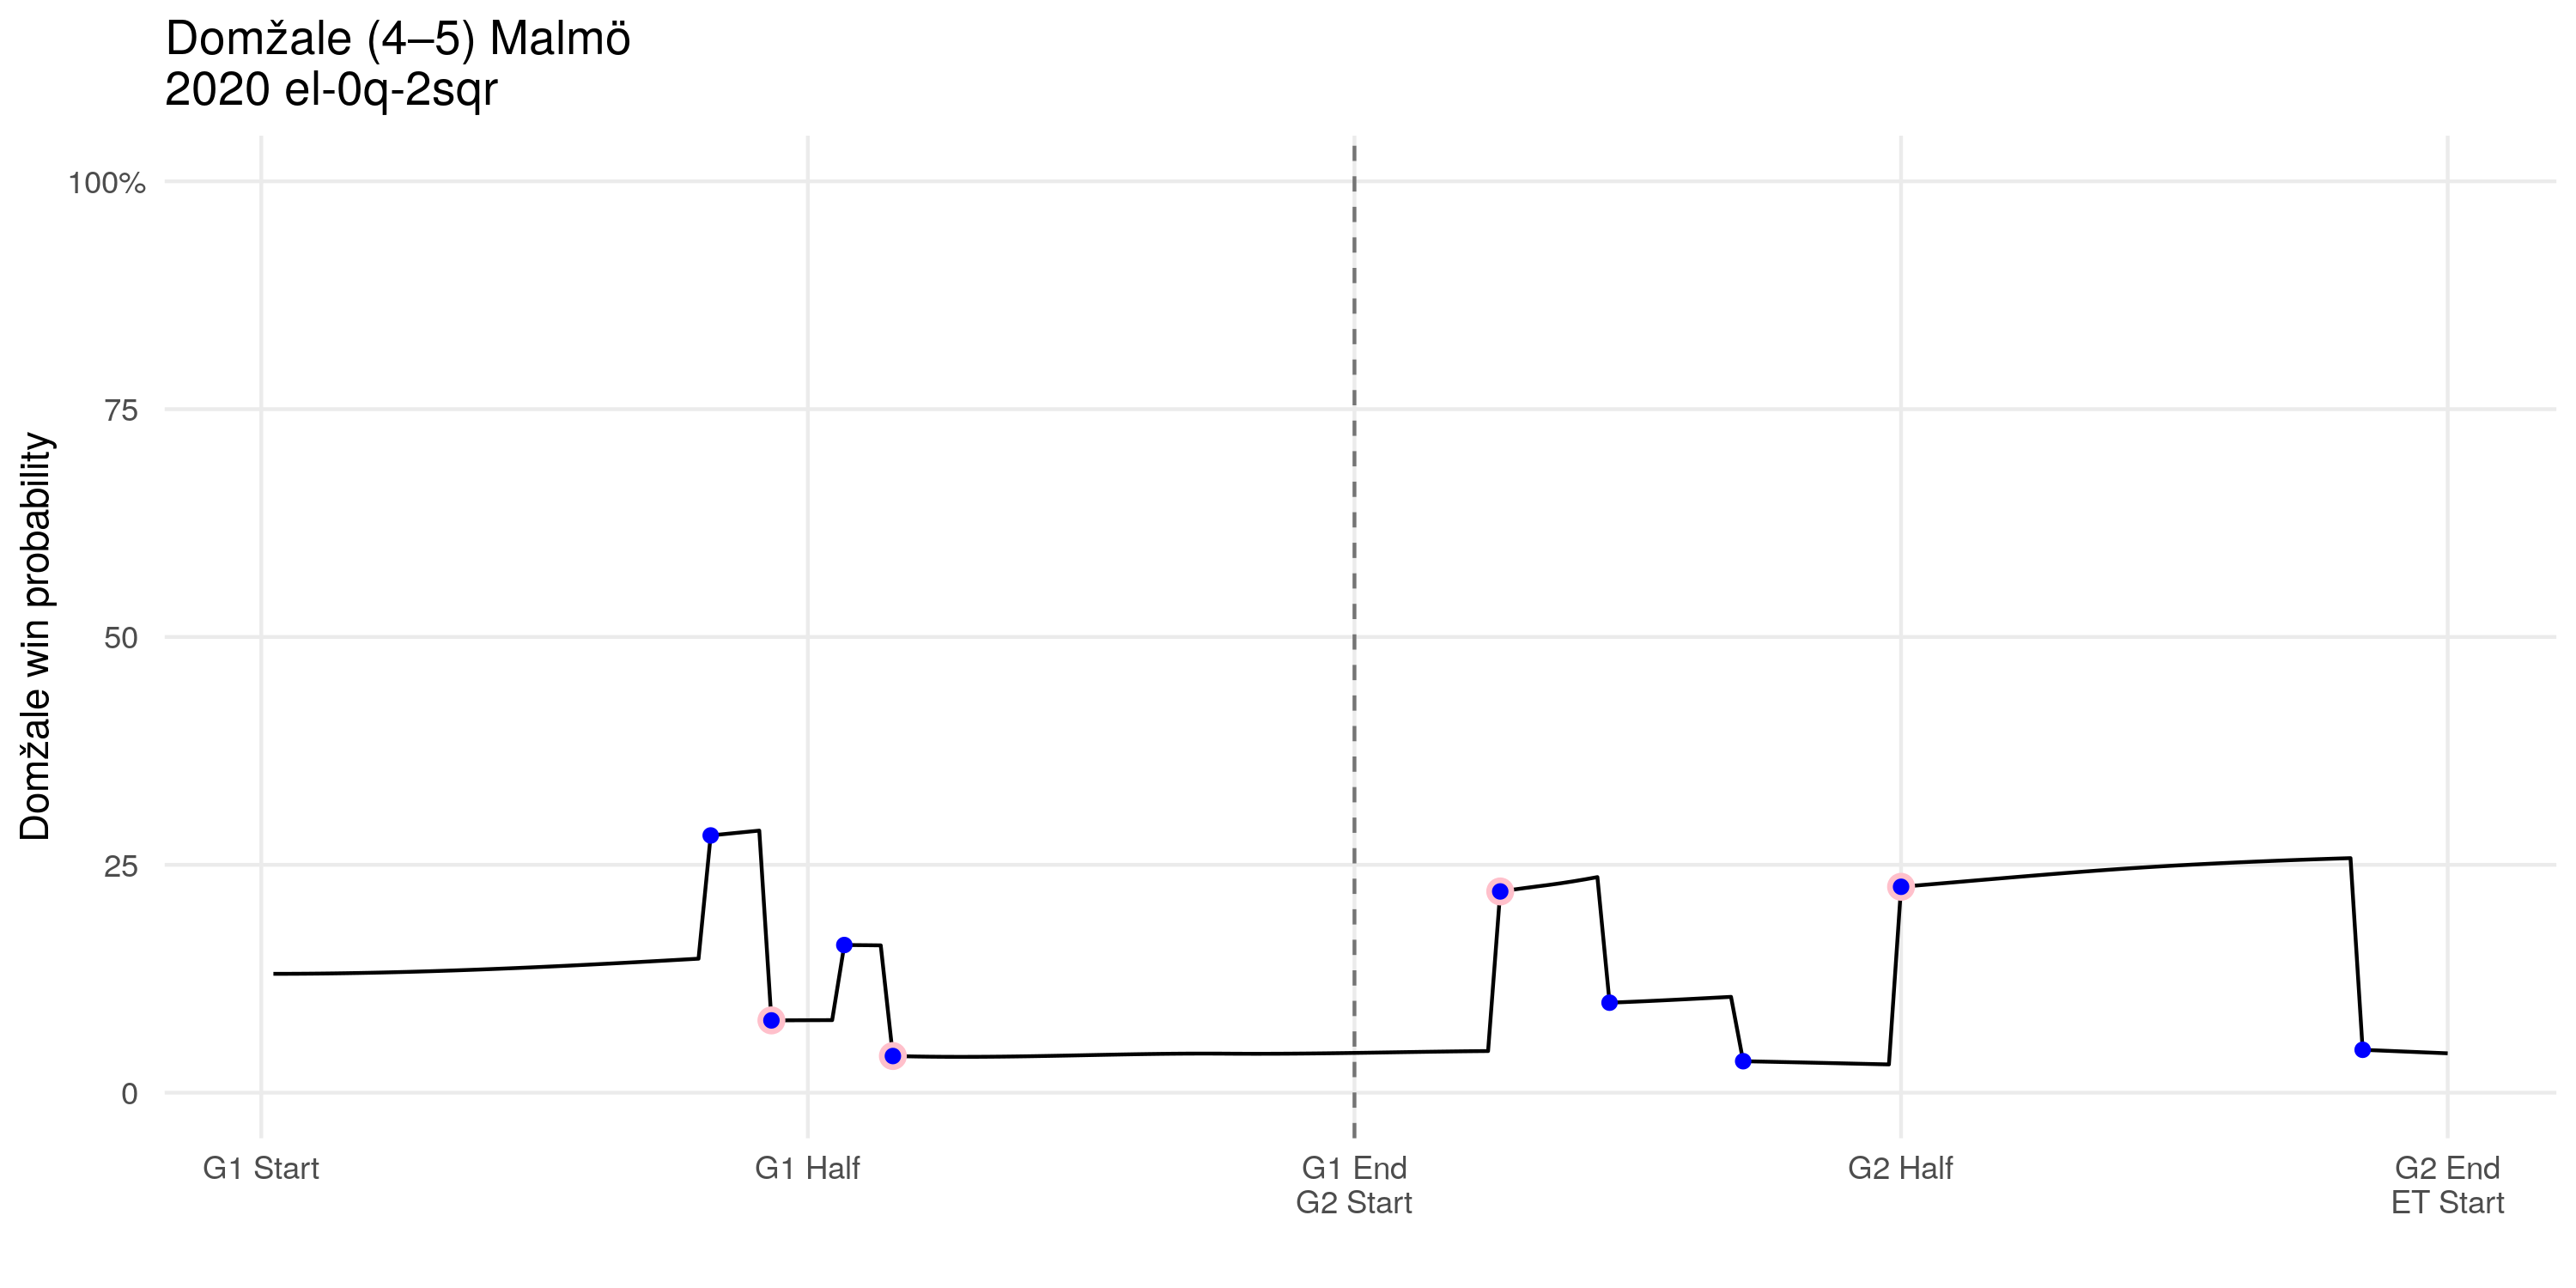 Domžale (4–5) Malmö
2020 el-0q-2sqr
Domžale win probability
100%
75
50
25
0
G1 Start
G1 Half
G1 End
G2 Start
G2 Half
G2 End
ET Start